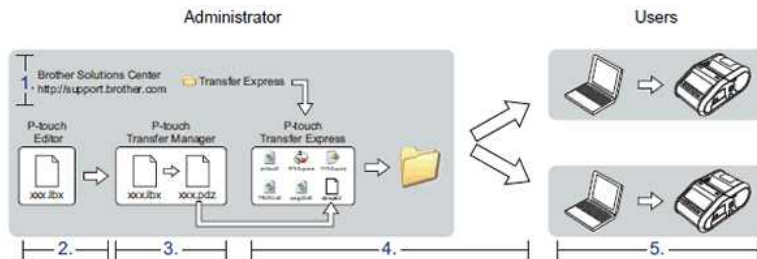 Administrator
Users
1.
Brother Solutions Center
http://support.brother.com
Transfer Express
P-touch
Editor
P-touch
Transfer Manager
P-touch
Transfer Express
xxx.lbx
xxx.lbx
xxx.pdz
2.
3.
4.
5.